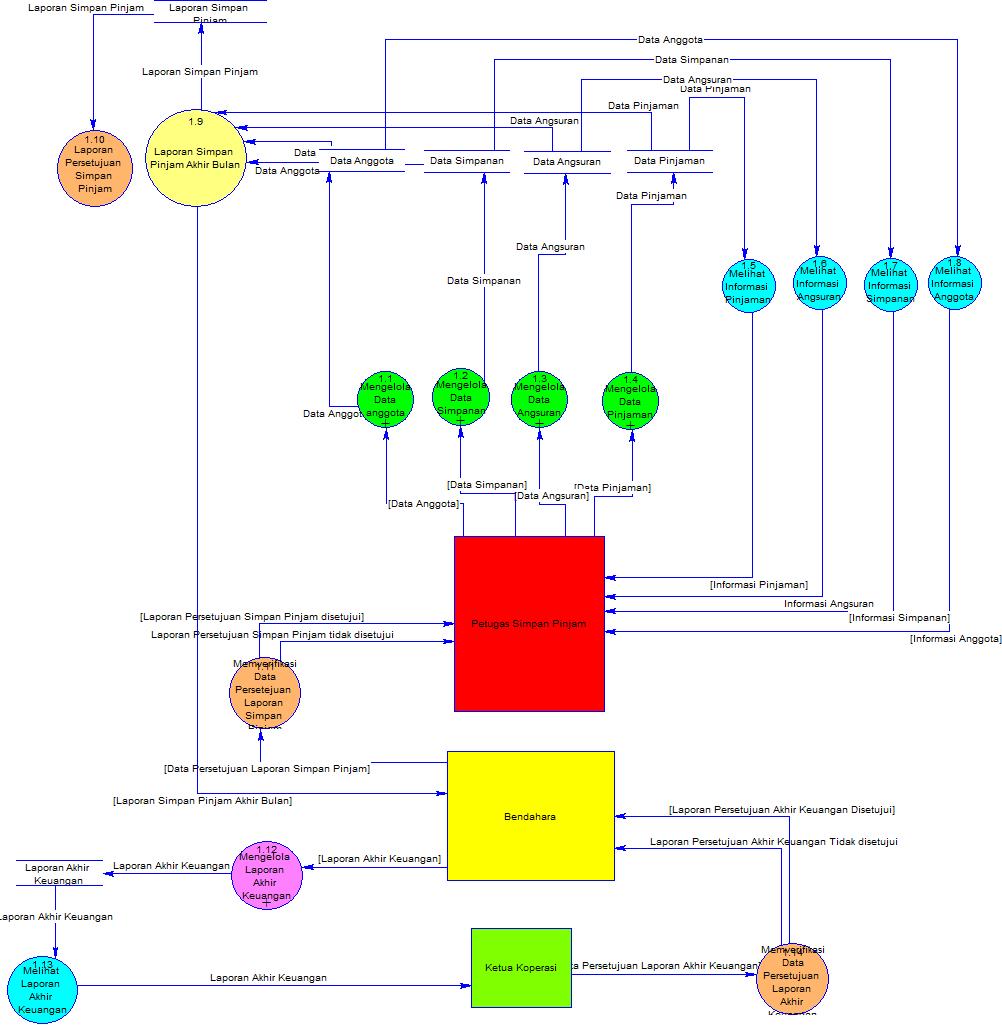 Laporan Simpan Pinjam
Laporan Simpan
Pinjam
Laporan Simpan Pinjam
Data Anggota
Data Simpanan
Data Angsuran
Data Pinjaman
Data Pinjaman
Data Angsuran
1.9
Laporan Simpan
Pinjam Akhir Bulan
1.10
Laporan
Persetujuan
Simpan
Pinjam
Data
Data Anggota
Data Anggota
Data Simpanan
Data Angsuran
Data Pinjaman
Data Pinjaman
Data Angsuran
Data Simpanan
1.5
Melihat
Informasi
Pinjaman
1.6
Melihat
Informasi
Angsuran
1.7
Melihat
Informasi
Simpanan
1.8
Melihat
Informasi
Anggota
Data Anggot
1.1
Mengelola
Data
anggota
+
1.2
Mengelola
Data
Simpanan
+
1.3
Mengelola
Data
Angsuran
+
1.4
Mengelola
Data
Pinjaman
+
[Data Anggota]
[Data Simpanan]
[Data Angsuran]
[Data Pinjaman]
Petugas Simpan Pinjam
[Informasi Pinjaman]
Informasi Angsuran
[Informasi Simpanan]
[Informasi Anggota]
[Laporan Persetujuan Simpan Pinjam disetujui]
Laporan Persetujuan Simpan Pinjam tidak disetujui
1.11
Memverifikasi
Data
Persetejuan
Laporan
Simpan
[Data Persetujuan Laporan Simpan Pinjam]
[Laporan Simpan Pinjam Akhir Bulan]
Bendahara
[Laporan Persetujuan Akhir Keuangan Disetujui]
Laporan Persetujuan Akhir Keuangan Tidak disetujui
[Laporan Akhir Keuangan]
1.12
Mengelola
Laporan
Akhir
Keuangan
+
Laporan Akhir Keuangan
Laporan Akhir
Keuangan
Laporan Akhir Keuangan
1.13
Melihat
Laporan
Akhir
Keuangan
Laporan Akhir Keuangan
Ketua Koperasi
ta Persetujuan Laporan Akhir Keuangan
1.14
Memverifikasi
Data
Persetujuan
Laporan
Akhir
Keuangan